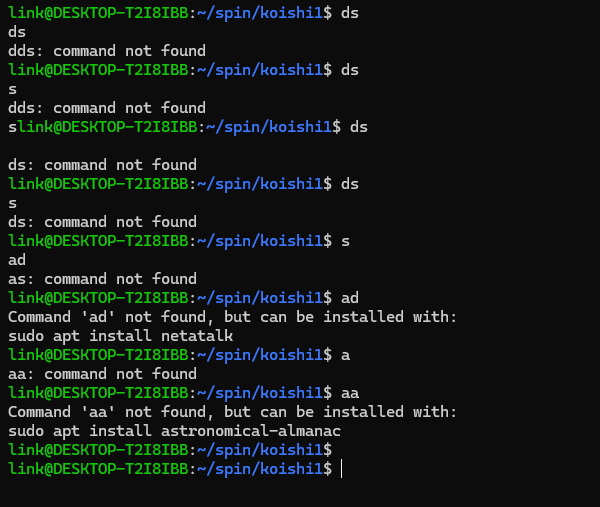 link@DESKTOP-T2I8IBB:~/spin/koishi1$ ds
ds
dds: command not found
link@DESKTOP-T2I8IBB:~/spin/koishi1$ ds
s
dds: command not found
slink@DESKTOP-T2I8IBB:~/spin/koishi1$ ds
ds: command not found
link@DESKTOP-T2I8IBB:~/spin/koishi1$ ds
s
ds: command not found
link@DESKTOP-T2I8IBB:~/spin/koishi1$ s
ad
as: command not found
link@DESKTOP-T2I8IBB:~/spin/koishi1$ ad
Command 'ad' not found, but can be installed with:
sudo apt install netatalk
link@DESKTOP-T2I8IBB:~/spin/koishi1$ a
aa: command not found
link@DESKTOP-T2I8IBB:~/spin/koishi1$ aa
Command 'aa' not found, but can be installed with:
sudo apt install astronomical-almanac
link@DESKTOP-T2I8IBB:~/spin/koishi1$
link@DESKTOP-T2I8IBB:~/spin/koishi1$